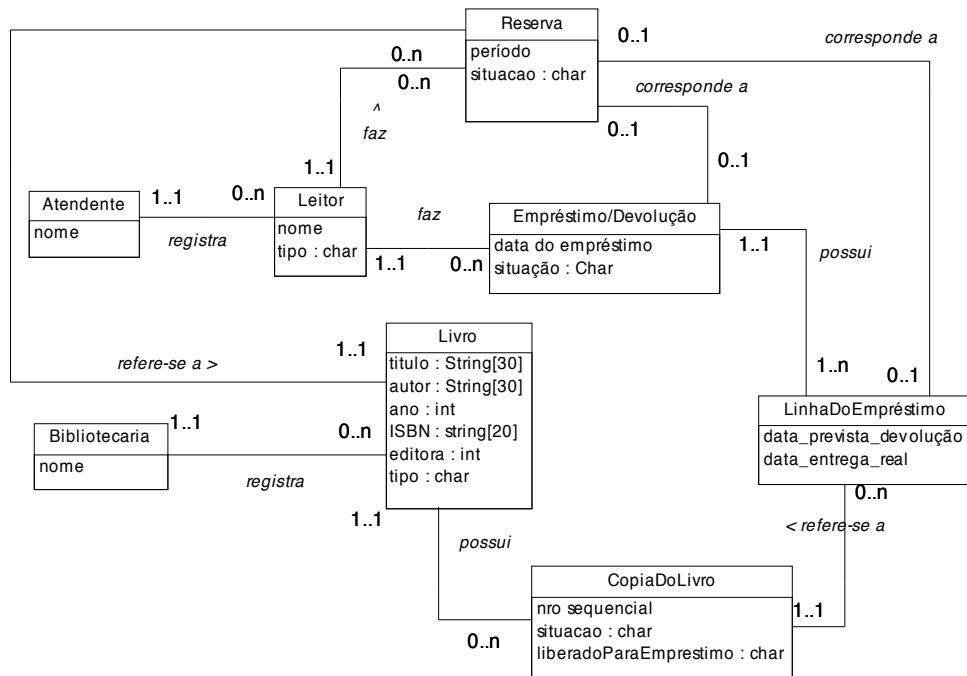 Reserva
período
situacao : char
0..1
corresponde a
0..n
0..n
corresponde a
^
faz
0..1
1..1
0..1
Atendente
nome
1..1
0..n
registra
Leitor
nome
tipo : char
faz
1..1
0..n
Empréstimo/Devolução
data do empréstimo
situação : Char
1..1
possui
refere-se a >
1..1
Livro
titulo : String[30]
autor : String[30]
ano : int
ISBN : string[20]
editora : int
tipo : char
1..n
0..1
LinhaDoEmpréstimo
data_prevista_devolução
data_entrega_real
Bibliotecaria
nome
1..1
0..n
registra
1..1
possui
0..n
< refere-se a
CopiaDoLivro
nro sequencial
situacao : char
liberadoParaEmprestimo : char
1..1
0..n